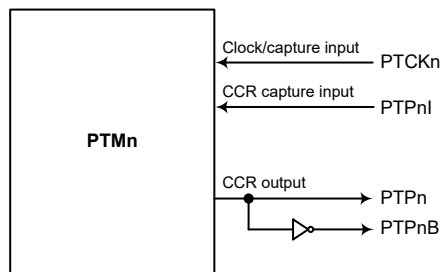 Clock/capture input
PTCKn
CCR capture input
PTPnI
PTMn
CCR output
PTPn
PTPnB